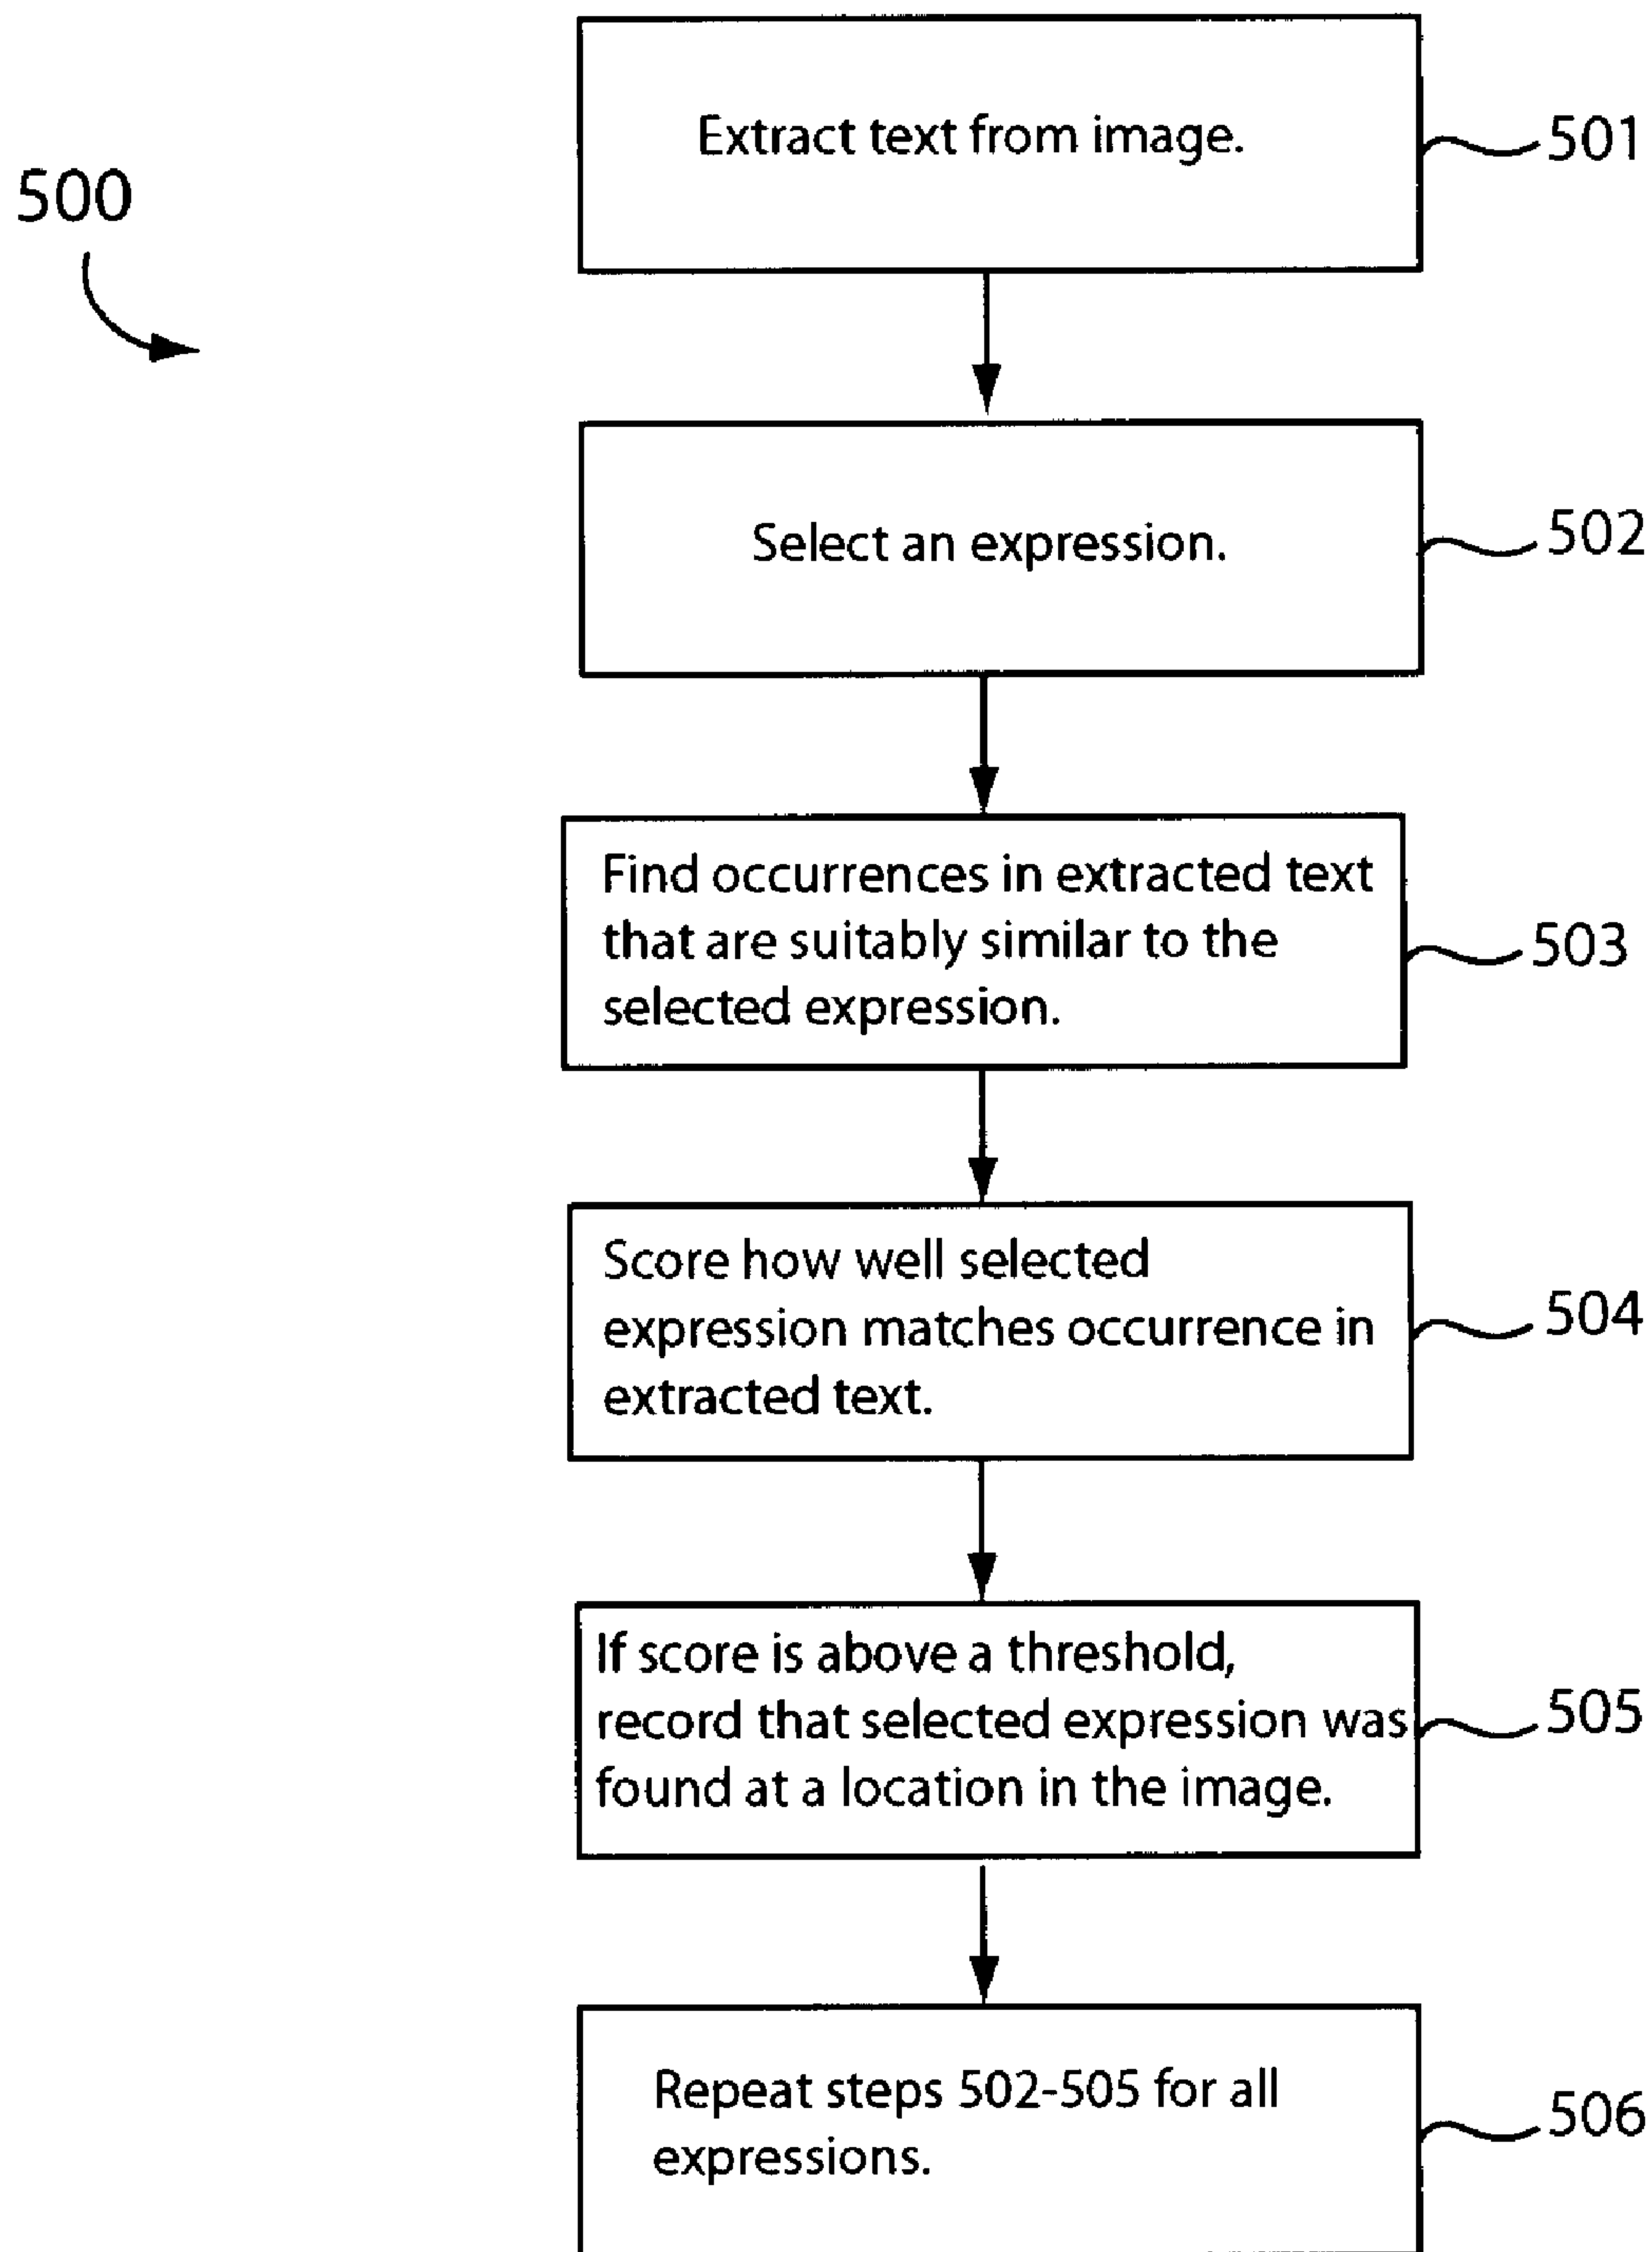 Extract text from image.
501
500
Select an expression.
502
Find occurrences in extracted text
that are suitably similar to the
selected expression.
503
Score how well selected
expression matches occurrence in
extracted text.
504
If score is above a threshold,
record that selected expression was
found at a location in the image.
505
Repeat steps 502-505 for all
expressions.
506